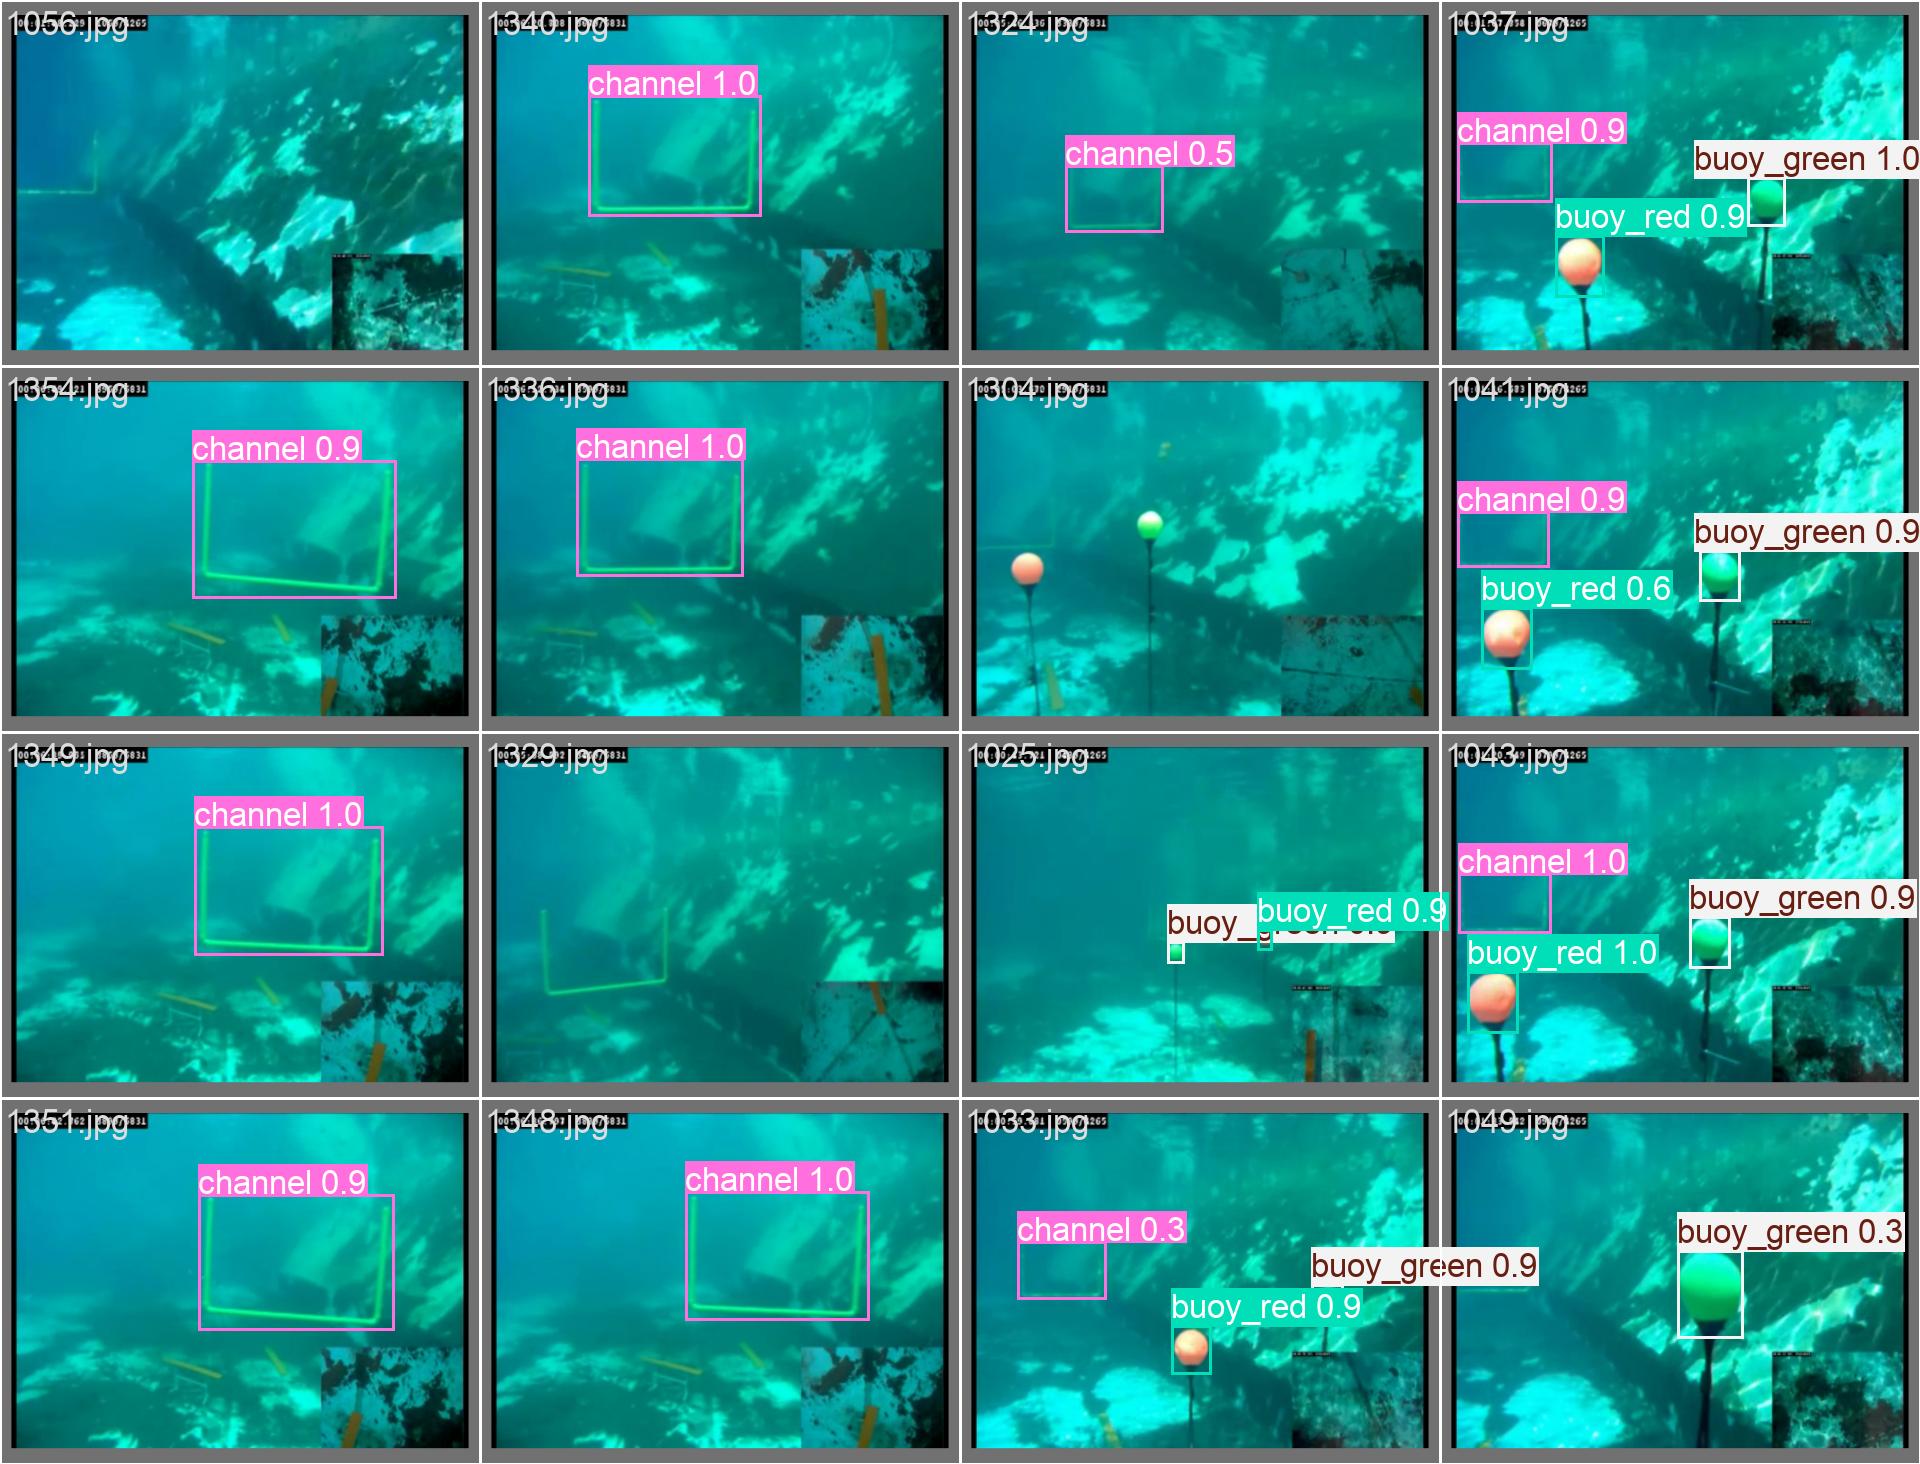 1056.jpg
1340.jpg
channel 1.0
1324.jpg
channel 0.5
1037.jpg
channel 0.9
buoy_green 1.0
buoy_red 0.9
1354.jpg
channel 0.9
1336.jpg
channel 1.0
1304.jpg
1041.jpg
channel 0.9
buoy_green 0.9
buoy_red 0.6
1349.jpg
channel 1.0
1329.jpg
1025.jpg
buoy_red 0.9
1043.jpg
channel 1.0
buoy_green 0.9
buoy_red 1.0
1351.jpg
channel 0.9
1348.jpg
channel 1.0
1033.jpg
channel 0.3
buoy_green 0.9
buoy_red 0.9
1049.jpg
buoy_green 0.3